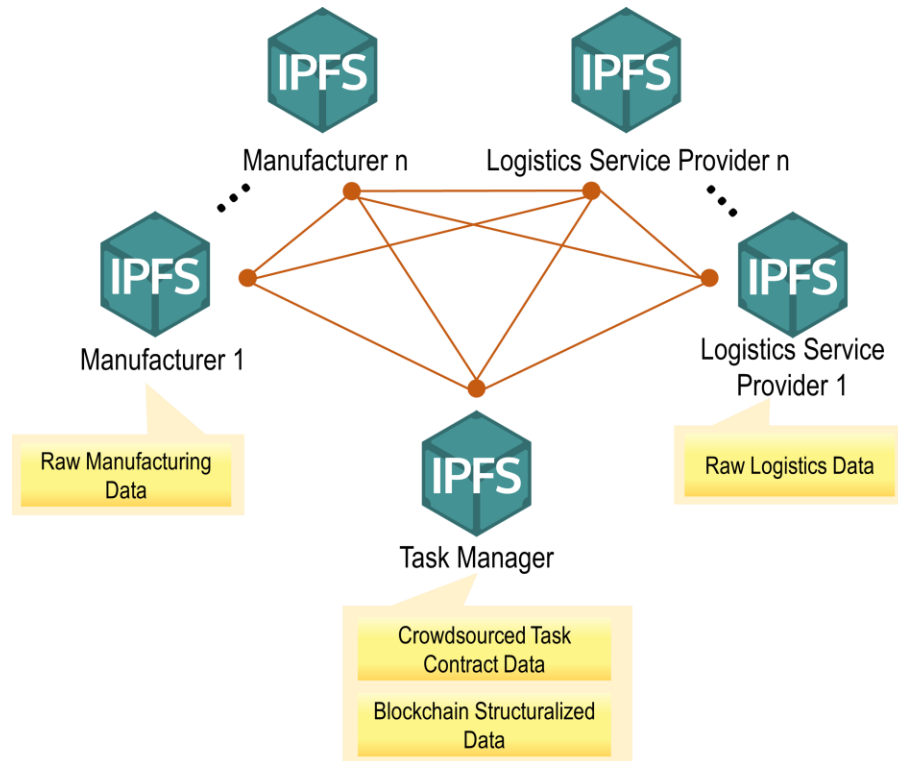 IPFS
IPFS
Manufacturer n
Logistics Service Provider n
IPFS
IPFS
Manufacturer 1
Logistics Service
Provider 1
Raw Manufacturing
Data
Raw Logistics Data
IPFS
Task Manager
Crowdsourced Task
Contract Data
Blockchain Structuralized
Data